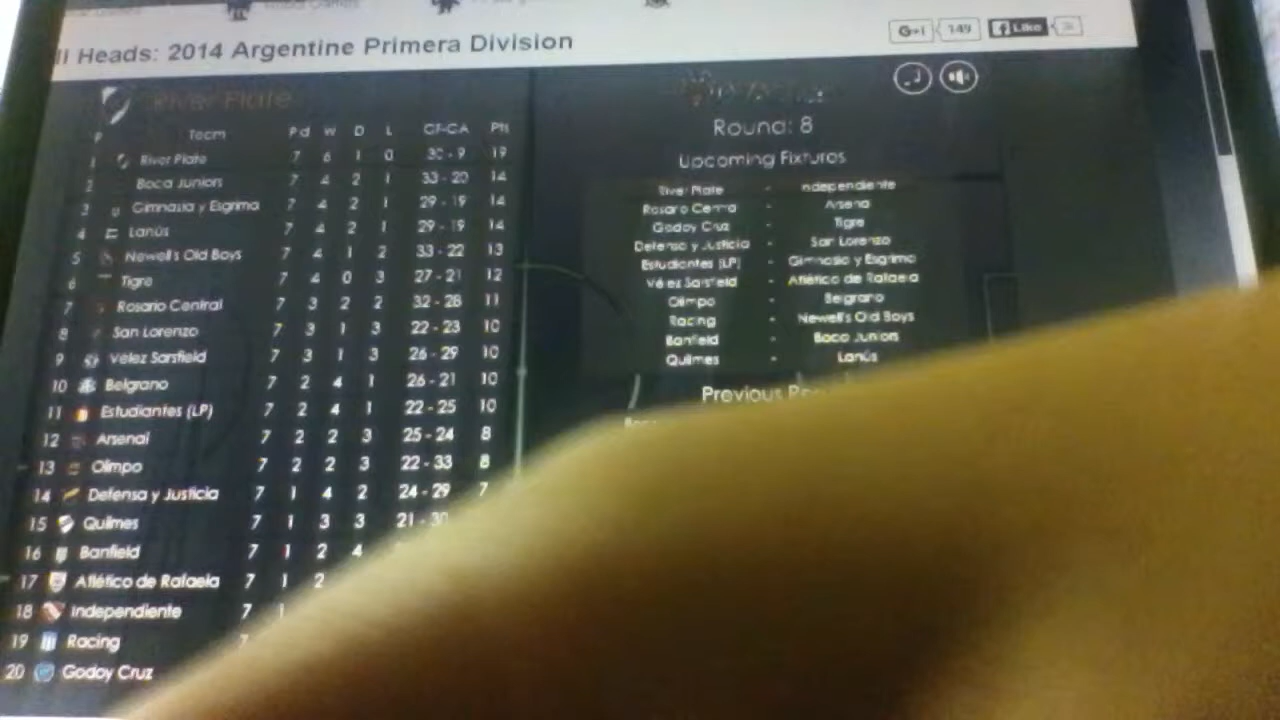 ll Heads: 2014 Argentine Primera Division
G+1 149 Like
River Plate
P Team Pd W D L GF-GA Pts
1 River Plate 7 6 1 0 30 - 9 19
2 Boca Juniors 7 4 2 1 33 - 20 14
3 Gimnasia y Esgrima 7 4 2 1 29 - 19 14
4 Lanús 7 4 2 1 29 - 19 14
5 Newell's Old Boys 7 4 1 2 33 - 22 13
6 Tigre 7 4 0 3 27 - 21 12
7 Rosario Central 7 3 2 2 32 - 28 11
8 San Lorenzo 7 3 1 3 22 - 23 10
9 Vélez Sarsfield 7 3 1 3 26 - 29 10
10 Belgrano 7 2 4 1 26 - 21 10
11 Estudiantes (LP) 7 2 4 1 22 - 25 10
12 Arsenal 7 2 2 3 25 - 24 8
13 Olimpo 7 2 2 3 22 - 33 8
14 Defensa y Justicia 7 1 4 2 24 - 29 7
15 Quilmes 7 1 3 3 21 - 30
16 Banfield 7 1 2 4
17 Atlético de Rafaela 7 1 2
18 Independiente 7 1
19 Racing 7
20 Godoy Cruz
Round: 8
Upcoming Fixtures
River Plate - Independiente
Rosario Central - Arsenal
Godoy Cruz - Tigre
Defensa y Justicia - San Lorenzo
Estudiantes (LP) - Gimnasia y Esgrima
Vélez Sarsfield - Atlético de Rafaela
Olimpo - Belgrano
Racing - Newell's Old Boys
Banfield - Boca Juniors
Quilmes - Lanús
Previous